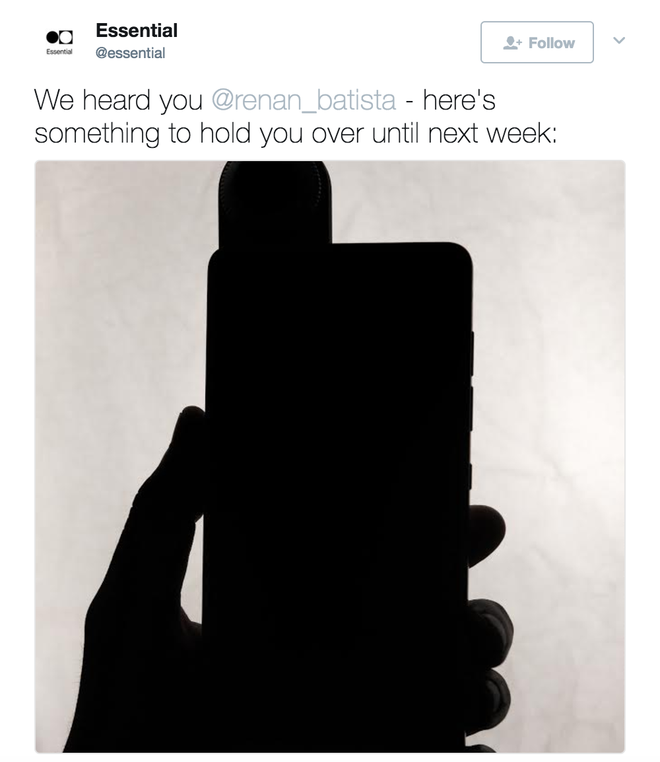 Essential
@essential
Essential
Follow
We heard you @renan_batista - here's
something to hold you over until next week: